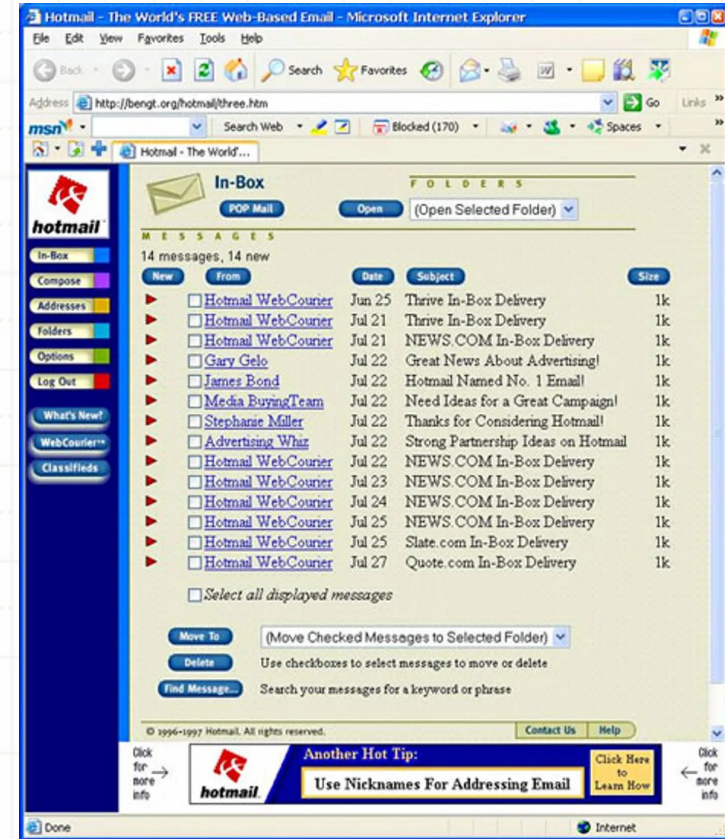 Hotmail - The World's FREE Web-Based Email - Microsoft Internet Explorer
File Edit View Favorites Tools Help
Back Search Favorites
Address http://bengt.org/hotmail/three.htm Go Links »
msn Search Web Blocked (170) Spaces »
Hotmail - The World'...
hotmail
In-Box
Compose
Addresses
Folders
Options
Log Out
What's New?
WebCourier™
Classifieds
In-Box FOLDERS
POP Mail Open (Open Selected Folder)
MESSAGES
14 messages, 14 new
New From Date Subject Size
Hotmail WebCourier Jun 25 Thrive In-Box Delivery 1k
Hotmail WebCourier Jul 21 Thrive In-Box Delivery 1k
Hotmail WebCourier Jul 21 NEWS.COM In-Box Delivery 1k
Gary Gelo Jul 22 Great News About Advertising! 1k
James Bond Jul 22 Hotmail Named No. 1 Email! 1k
Media BuyingTeam Jul 22 Need Ideas for a Great Campaign! 1k
Stephanie Miller Jul 22 Thanks for Considering Hotmail! 1k
Advertising Whiz Jul 22 Strong Partnership Ideas on Hotmail 1k
Hotmail WebCourier Jul 22 NEWS.COM In-Box Delivery 1k
Hotmail WebCourier Jul 23 NEWS.COM In-Box Delivery 1k
Hotmail WebCourier Jul 24 NEWS.COM In-Box Delivery 1k
Hotmail WebCourier Jul 25 NEWS.COM In-Box Delivery 1k
Hotmail WebCourier Jul 25 Slate.com In-Box Delivery 1k
Hotmail WebCourier Jul 27 Quote.com In-Box Delivery 1k
Select all displayed messages
Move To (Move Checked Messages to Selected Folder)
Delete Use checkboxes to select messages to move or delete
Find Message... Search your messages for a keyword or phrase
© 1996-1997 Hotmail. All rights reserved. Contact Us Help
Click
for
more
info
hotmail.
Another Hot Tip:
Use Nicknames For Addressing Email
Click Here
to
Learn How
Click
for
more
info
Done Internet